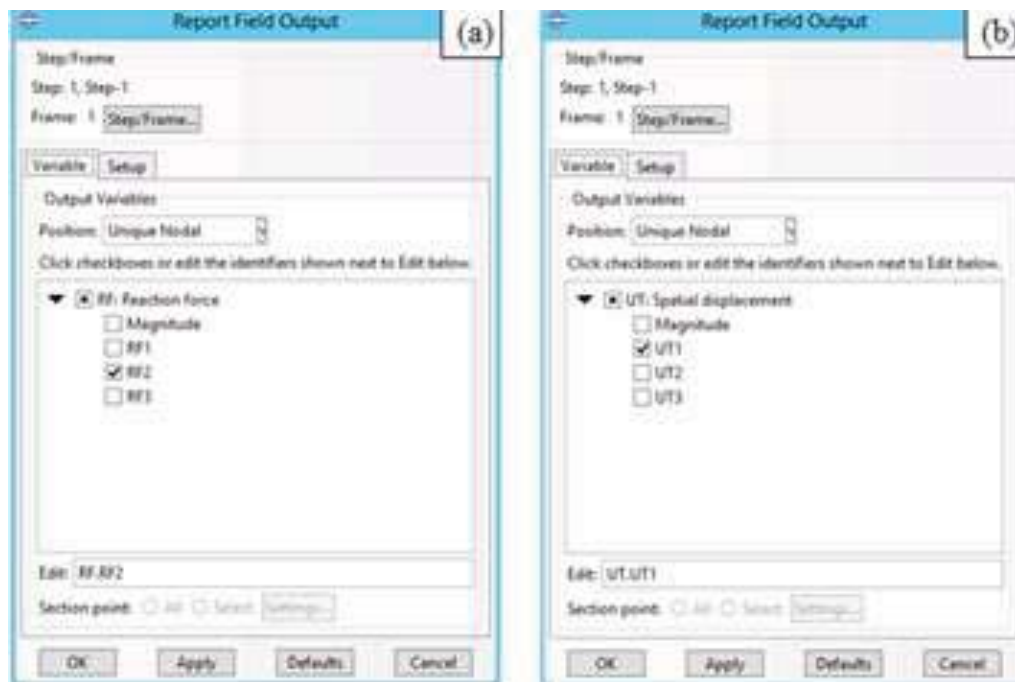 Report Field Output
(a)
Step/Frame
Step: 1, Step-1
Frame: 1 Step/Frame...
Variable Setup
Output Variables
Position: Unique Nodal
Click checkboxes or edit the identifiers shown next to Edit below.
RF: Reaction force
Magnitude
RF1
RF2
RF3
Edit: RF.RF2
Section point: All Select Settings...
OK Apply Defaults Cancel
Report Field Output
(b)
Step/Frame
Step: 1, Step-1
Frame: 1 Step/Frame...
Variable Setup
Output Variables
Position: Unique Nodal
Click checkboxes or edit the identifiers shown next to Edit below.
UT: Spatial displacement
Magnitude
UT1
UT2
UT3
Edit: UT.UT1
Section point: All Select Settings...
OK Apply Defaults Cancel